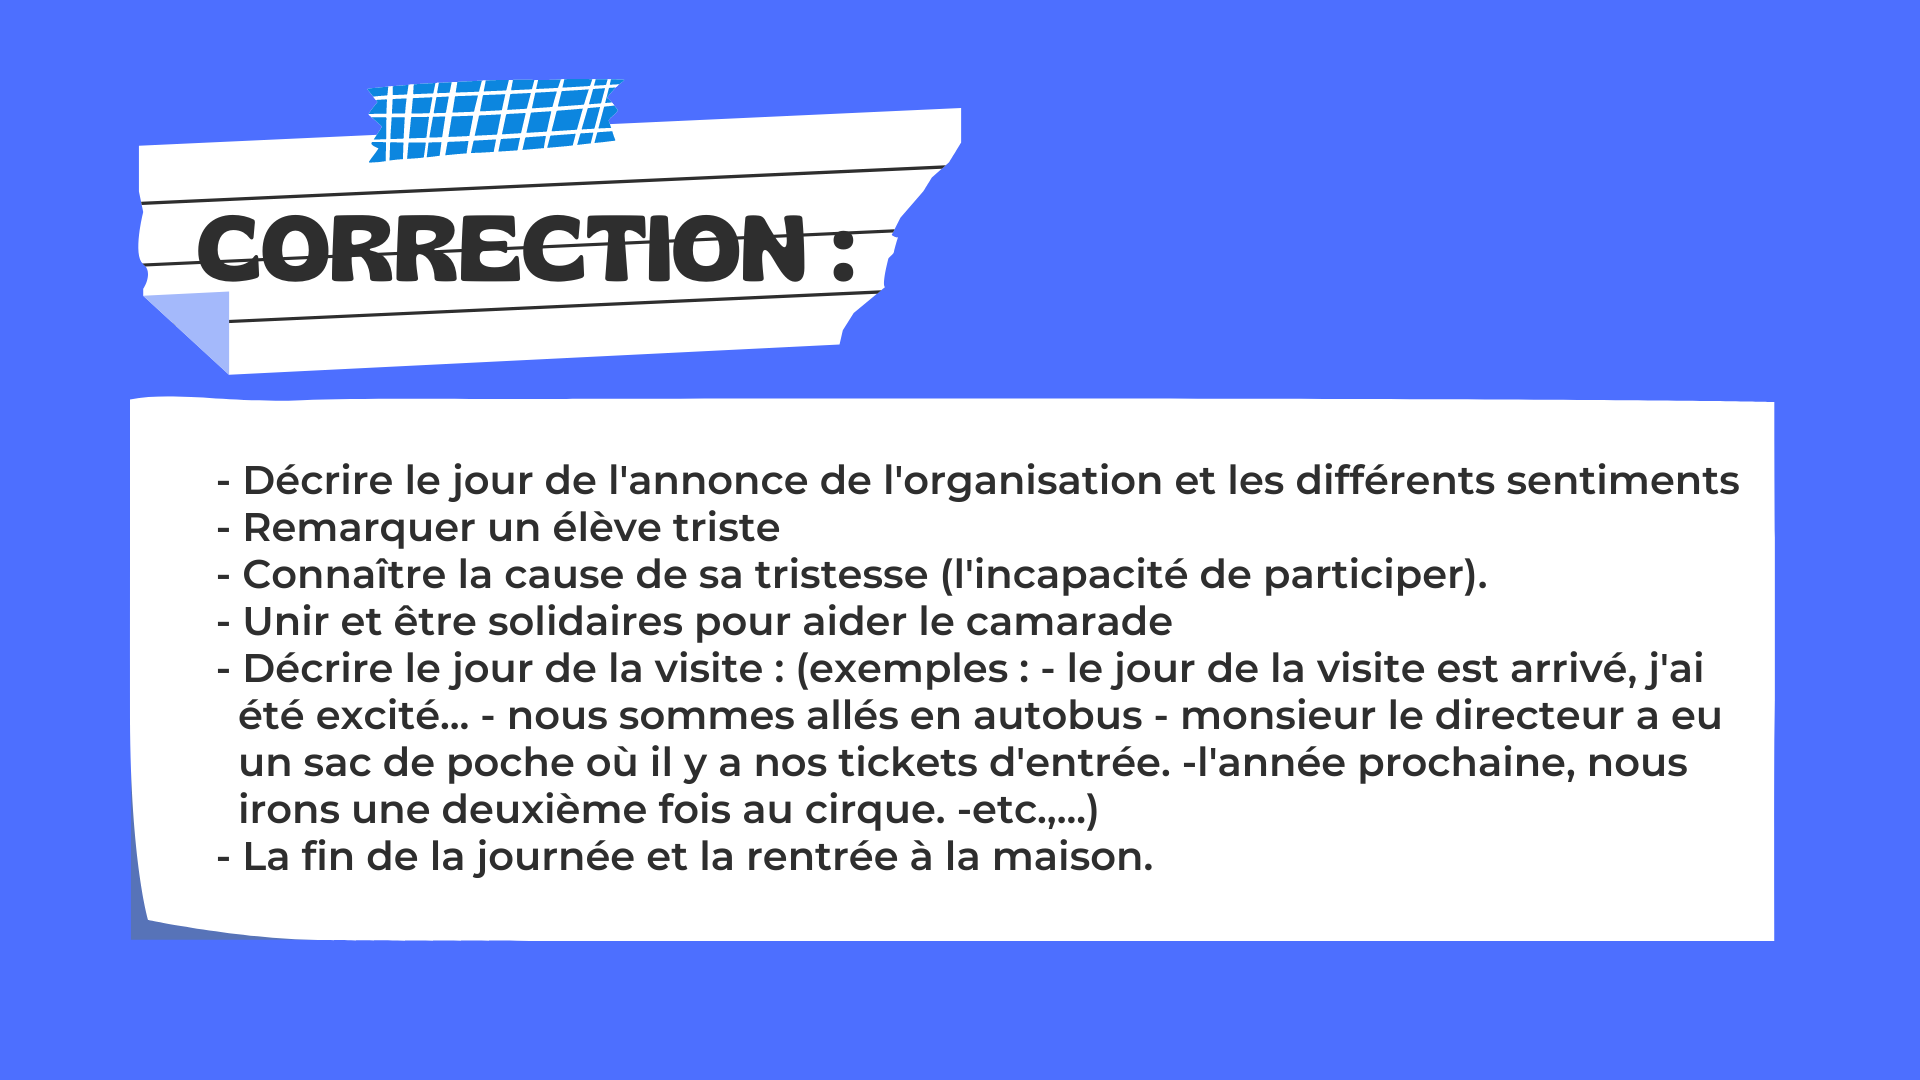 CORRECTION :
- Décrire le jour de l'annonce de l'organisation et les différents sentiments
- Remarquer un élève triste
- Connaître la cause de sa tristesse (l'incapacité de participer).
- Unir et être solidaires pour aider le camarade
- Décrire le jour de la visite : (exemples : - le jour de la visite est arrivé, j'ai
été excité... - nous sommes allés en autobus - monsieur le directeur a eu
un sac de poche où il y a nos tickets d'entrée. -l'année prochaine, nous
irons une deuxième fois au cirque. -etc.,...)
- La fin de la journée et la rentrée à la maison.